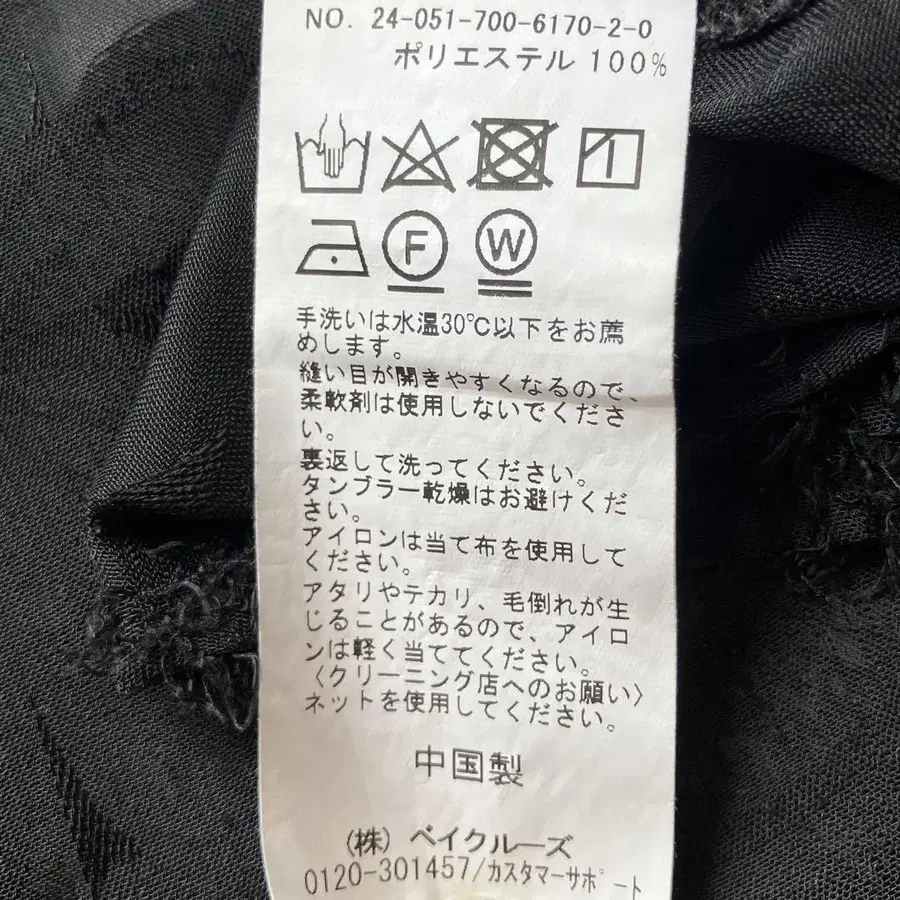 NO. 24-051-700-6170-2-0
ポリエステル 100%
F W
手洗いは水温30℃以下をお薦
めします。
縫い目が開きやすくなるので、
柔軟剤は使用しないでくださ
い。
裏返して洗ってください。
タンブラー乾燥はお避けくだ
さい。
アイロンは当て布を使用して
ください。
アタリやテカリ、毛倒れが生
じることがあるので、アイロ
ンは軽く当ててください。
〈クリーニング店へのお願い〉
ネットを使用してください。
中国製
(株) ベイクルーズ
0120-301457/カスタマーサポート